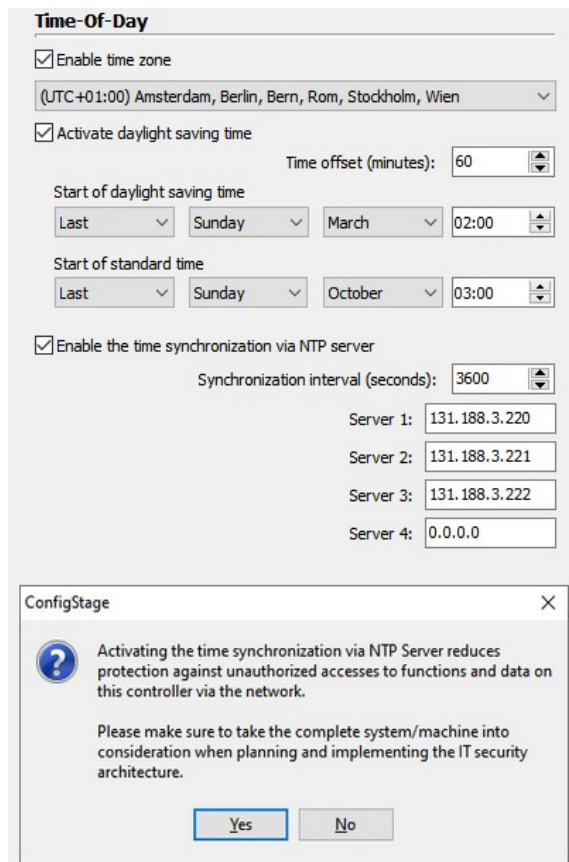 Time-Of-Day
Enable time zone
(UTC+01:00) Amsterdam, Berlin, Bern, Rom, Stockholm, Wien
Activate daylight saving time
Time offset (minutes): 60
Start of daylight saving time
Last Sunday March 02:00
Start of standard time
Last Sunday October 03:00
Enable the time synchronization via NTP server
Synchronization interval (seconds): 3600
Server 1: 131.188.3.220
Server 2: 131.188.3.221
Server 3: 131.188.3.222
Server 4: 0.0.0.0
ConfigStage
Activating the time synchronization via NTP Server reduces
protection against unauthorized accesses to functions and data on
this controller via the network.
Please make sure to take the complete system/machine into
consideration when planning and implementing the IT security
architecture.
Yes No